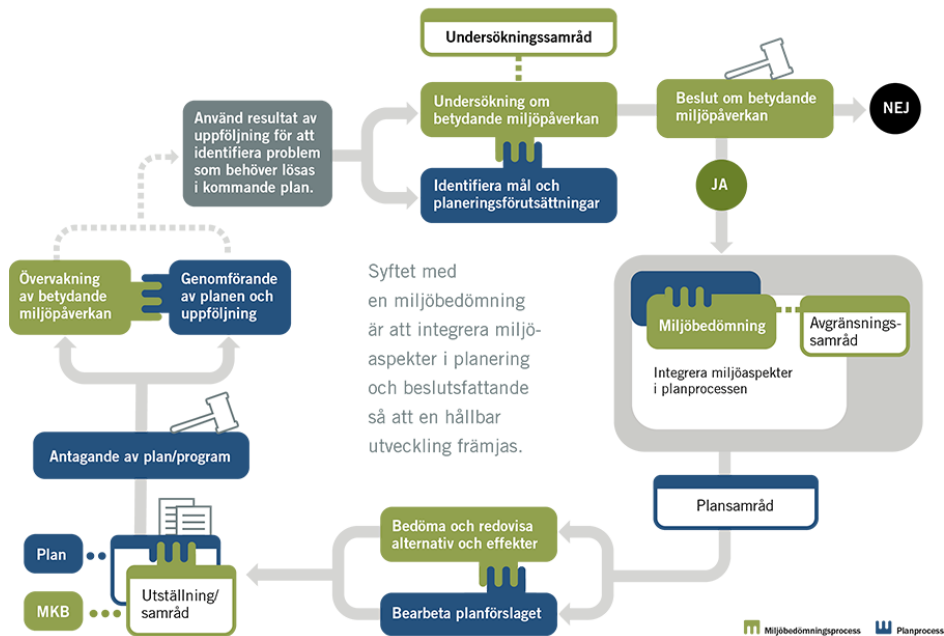 Undersökningssamråd
Undersökning om
betydande miljöpåverkan
Beslut om betydande
miljöpåverkan
NEJ
Använd resultat av
uppföljning för att
identifiera problem
som behöver lösas
i kommande plan.
Identifiera mål och
planeringsförutsättningar
JA
Övervakning
av betydande
miljöpåverkan
Genomförande
av planen och
uppföljning
Syftet med
en miljöbedömning
är att integrera miljö-
aspekter i planering
och beslutsfattande
så att en hållbar
utveckling främjas.
Miljöbedömning
Avgränsnings-
samråd
Integrera miljöaspekter
i planprocessen
Antagande av plan/program
Plansamråd
Bedöma och redovisa
alternativ och effekter
Plan
MKB
Utställning/
samråd
Bearbeta planförslaget
Miljöbedömningsprocess
Planprocess